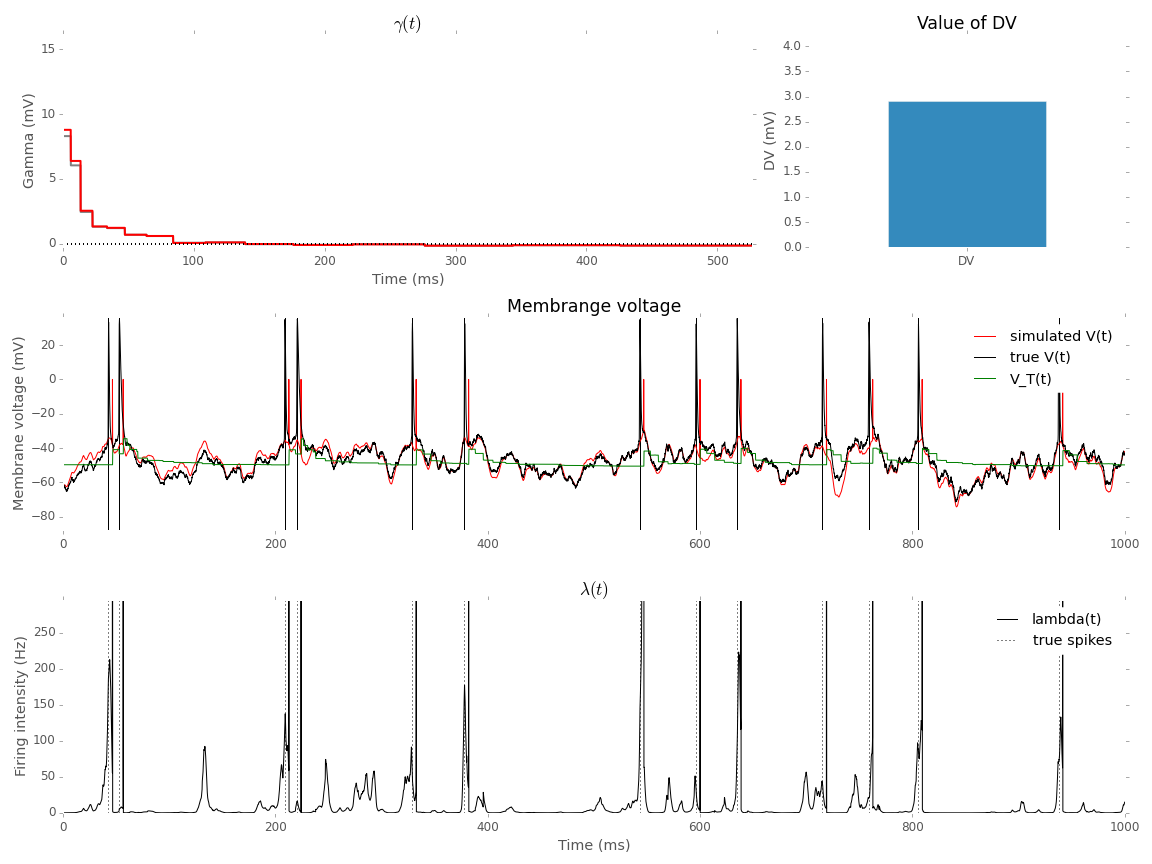 γ(t)
Value of DV
15
10
5
0
Gamma (mV)
0 100 200 300 400 500
Time (ms)
4.0
3.5
3.0
2.5
2.0
1.5
1.0
0.5
0.0
DV (mV)
DV
Membrange voltage
20
0
−20
−40
−60
−80
Membrane voltage (mV)
simulated V(t)
true V(t)
V_T(t)
0 200 400 600 800 1000
λ(t)
250
200
150
100
50
0
Firing intensity (Hz)
lambda(t)
true spikes
0 200 400 600 800 1000
Time (ms)